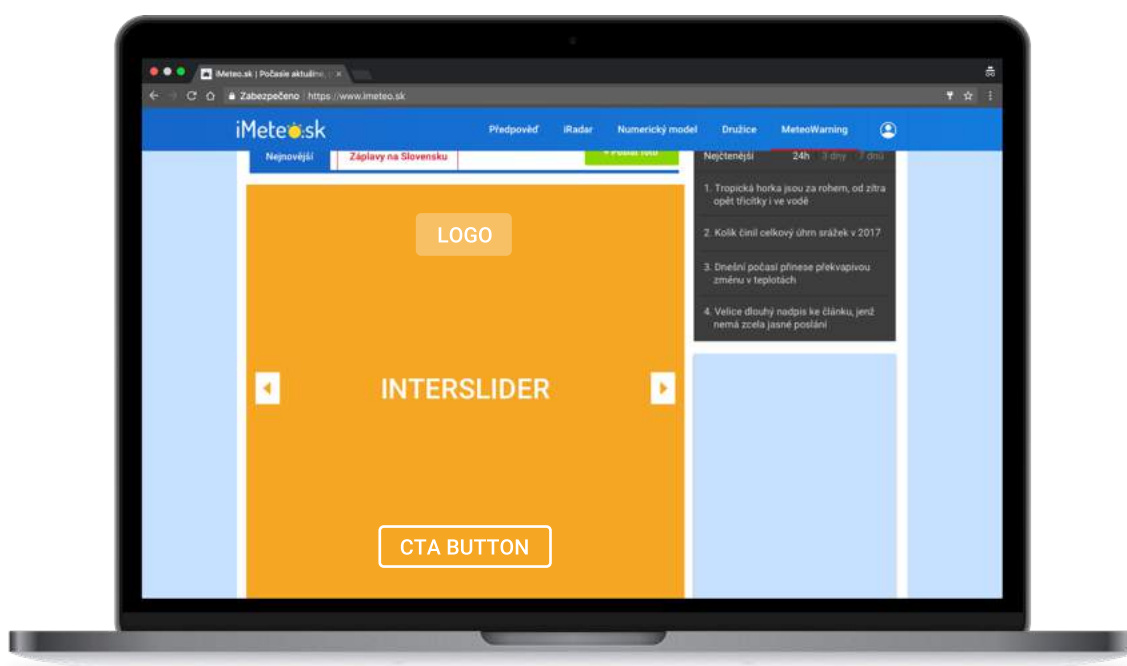 iMeteo.sk | Počasie aktuálne,
Zabezpečeno https://www.imeteo.sk
iMeteo.sk
Předpověď iRadar Numerický model Družice MeteoWarning
Nejnovější Záplavy na Slovensku
Nejčtenější 24h 3 dny 7 dnů
1. Tropická horka jsou za rohem, od zítra
opět třicítky i ve vodě
2. Kolik činil celkový úhrn srážek v 2017
3. Dnešní počasí přinese překvapivou
změnu v teplotách
4. Velice dlouhý nadpis ke článku, jenž
nemá zcela jasné poslání
LOGO
INTERSLIDER
CTA BUTTON